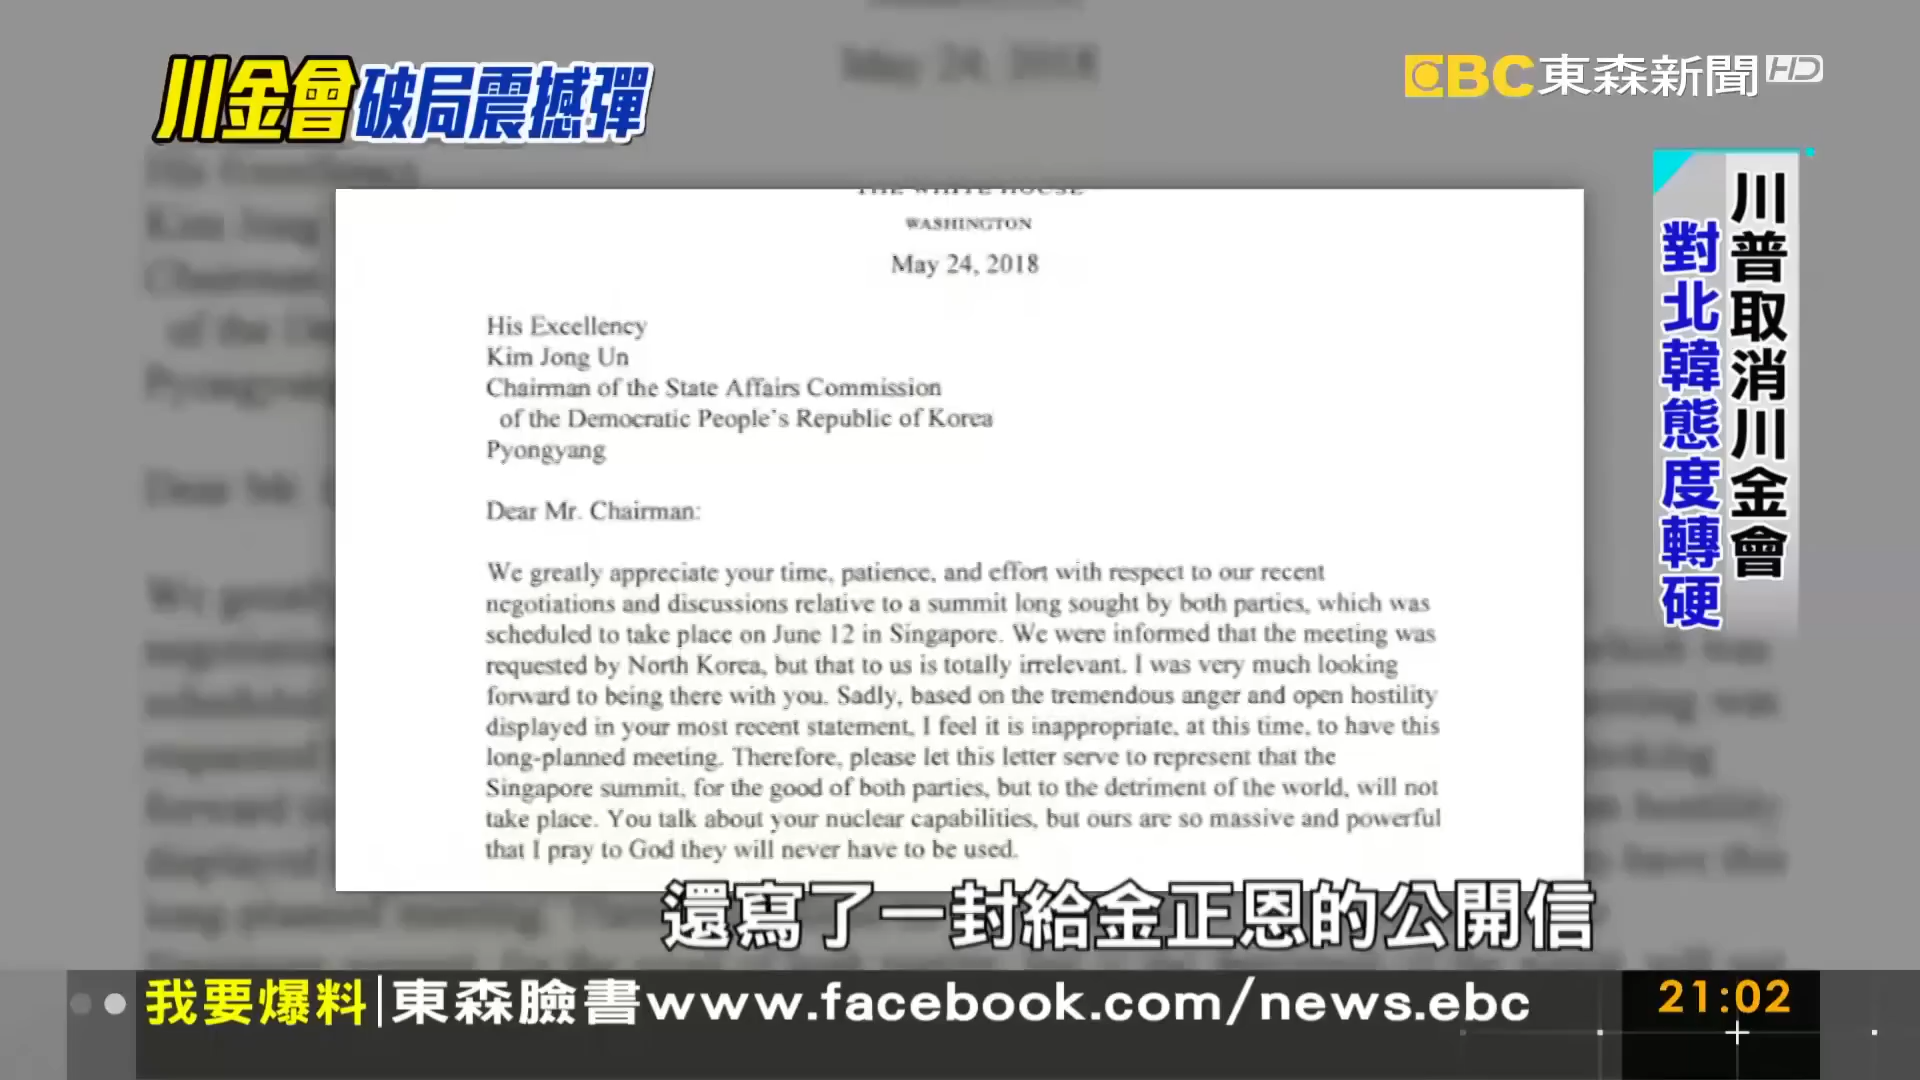 川金會破局震撼彈
EBC東森新聞HD
川普取消川金會
對北韓態度轉硬
May 24, 2018
THE WHITE HOUSE
WASHINGTON
May 24, 2018
His Excellency
Kim Jong Un
Chairman of the State Affairs Commission
of the Democratic People's Republic of Korea
Pyongyang
Dear Mr. Chairman:
We greatly appreciate your time, patience, and effort with respect to our recent
negotiations and discussions relative to a summit long sought by both parties, which was
scheduled to take place on June 12 in Singapore. We were informed that the meeting was
requested by North Korea, but that to us is totally irrelevant. I was very much looking
forward to being there with you. Sadly, based on the tremendous anger and open hostility
displayed in your most recent statement, I feel it is inappropriate, at this time, to have this
long-planned meeting. Therefore, please let this letter serve to represent that the
Singapore summit, for the good of both parties, but to the detriment of the world, will not
take place. You talk about your nuclear capabilities, but ours are so massive and powerful
that I pray to God they will never have to be used.
還寫了一封給金正恩的公開信
我要爆料|東森臉書www.facebook.com/news.ebc
21:02